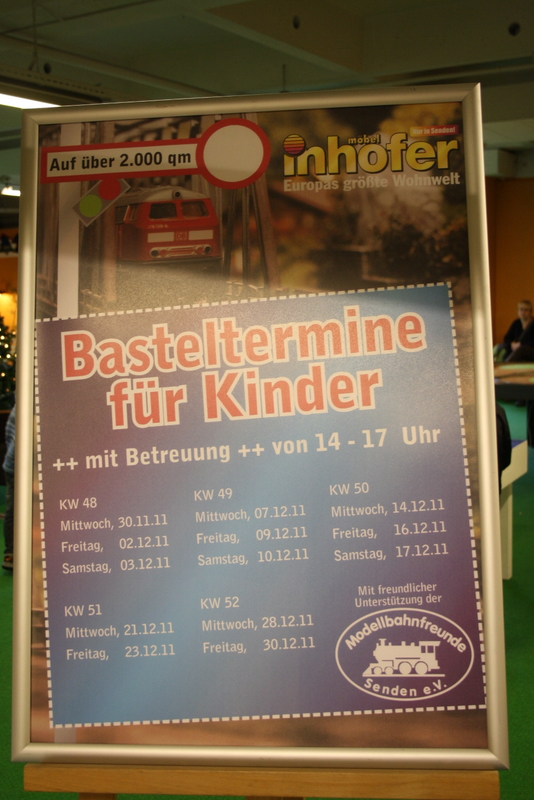 Auf über 2.000 qm
Nur in Senden!
möbel
inhofer
Europas größte Wohnwelt
Basteltermine
für Kinder
++ mit Betreuung ++ von 14 - 17 Uhr
KW 48
Mittwoch, 30.11.11
Freitag, 02.12.11
Samstag, 03.12.11
KW 49
Mittwoch, 07.12.11
Freitag, 09.12.11
Samstag, 10.12.11
KW 50
Mittwoch, 14.12.11
Freitag, 16.12.11
Samstag, 17.12.11
KW 51
Mittwoch, 21.12.11
Freitag, 23.12.11
KW 52
Mittwoch, 28.12.11
Freitag, 30.12.11
Mit freundlicher
Unterstützung der
Modellbahnfreunde
Senden e.V.